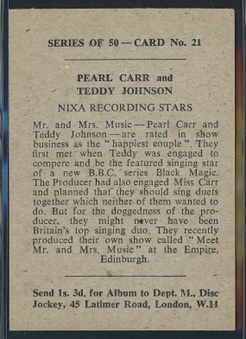 SERIES OF 50 — CARD No. 21
PEARL CARR and
TEDDY JOHNSON
NIXA RECORDING STARS
Mr. and Mrs. Music—Pearl Carr and
Teddy Johnson—are rated in show
business as the "happiest couple". They
first met when Teddy was engaged to
compere and be the featured singing star
of a new B.B.C. series Black Magic.
The Producer had also engaged Miss Carr
and planned that they should sing duets
together which neither of them wanted to
do. But for the doggedness of the pro-
ducer, they might never have been
Britain's top singing duo. They recently
produced their own show called "Meet
Mr. and Mrs. Music" at the Empire,
Edinburgh.
Send 1s. 3d. for Album to Dept. M., Disc
Jockey, 45 Latimer Road, London, W.11